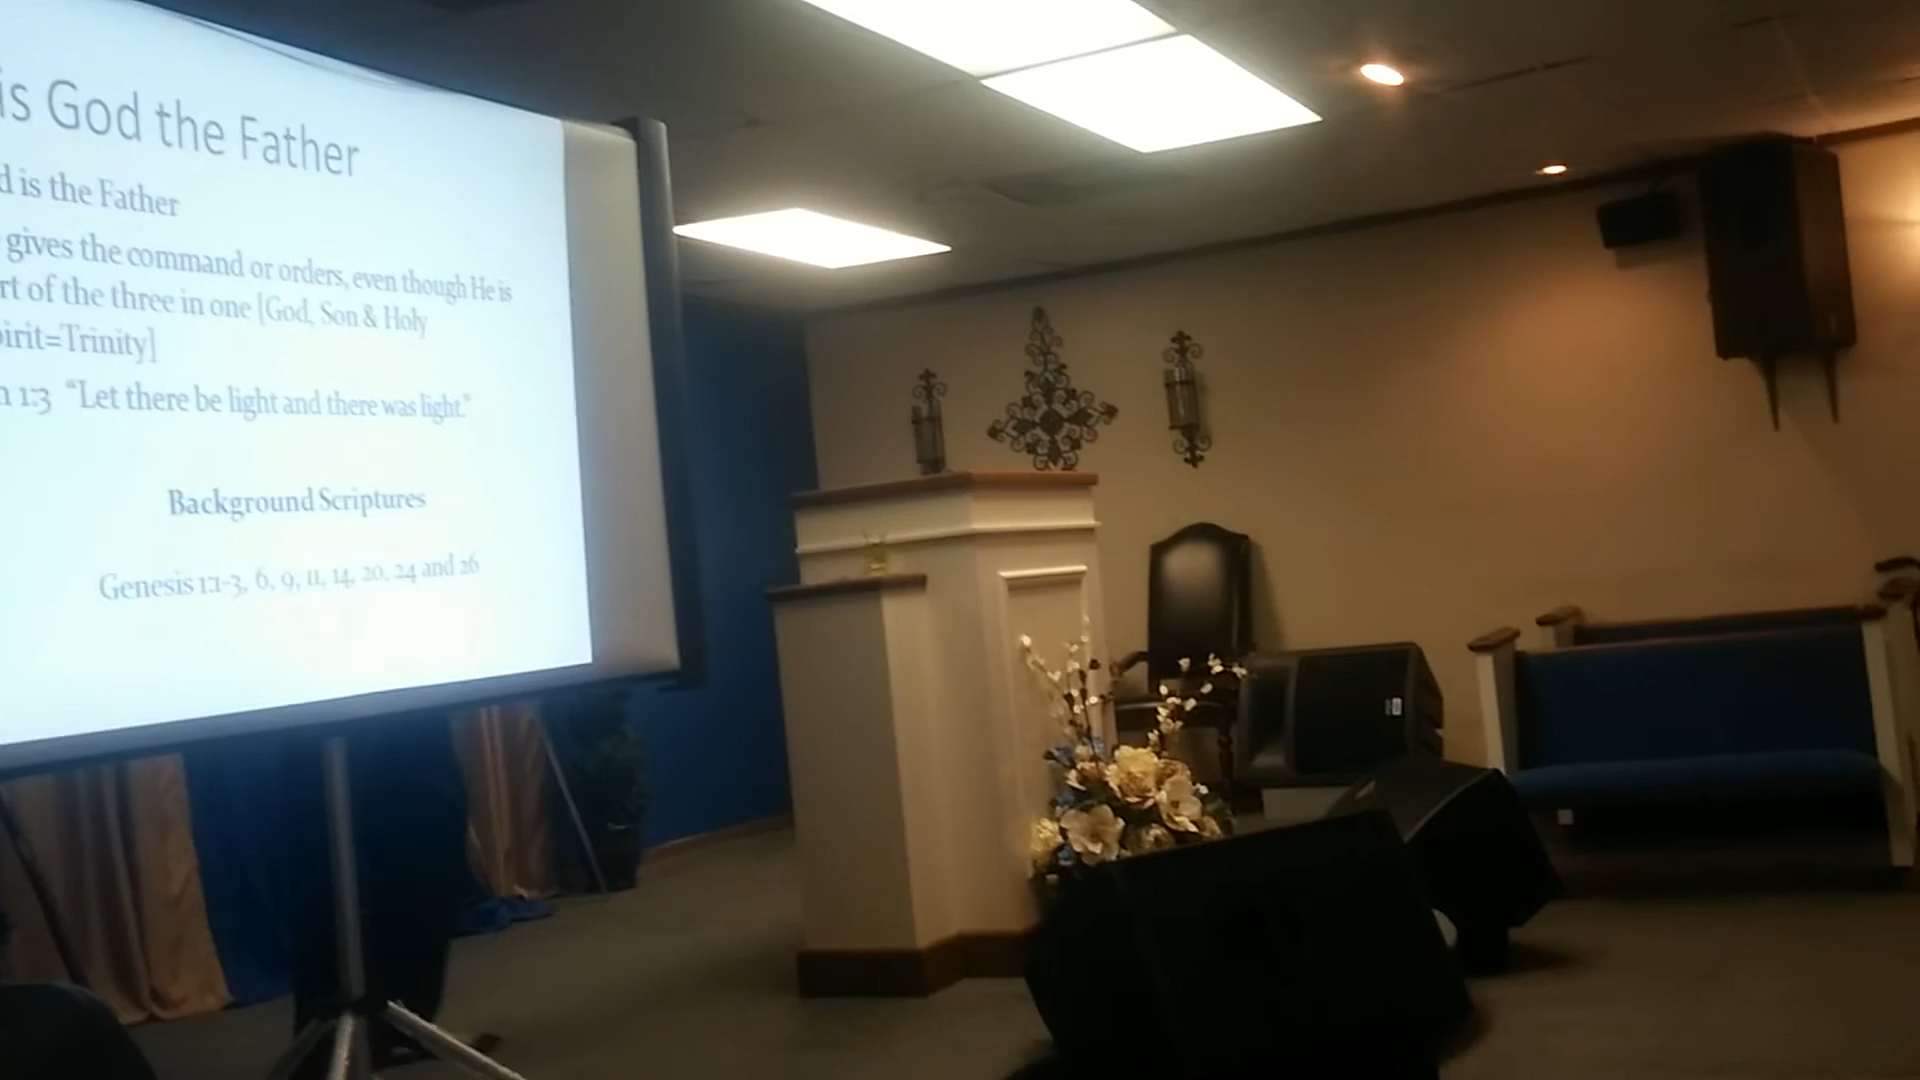 is God the Father
is the Father
gives the command or orders, even though He is
of the three in one [God, Son & Holy
Trinity]
1:3 “Let there be light and there was light.”
Background Scriptures
Genesis 1:1-3, 6, 9, 11, 14, 20, 24 and 26